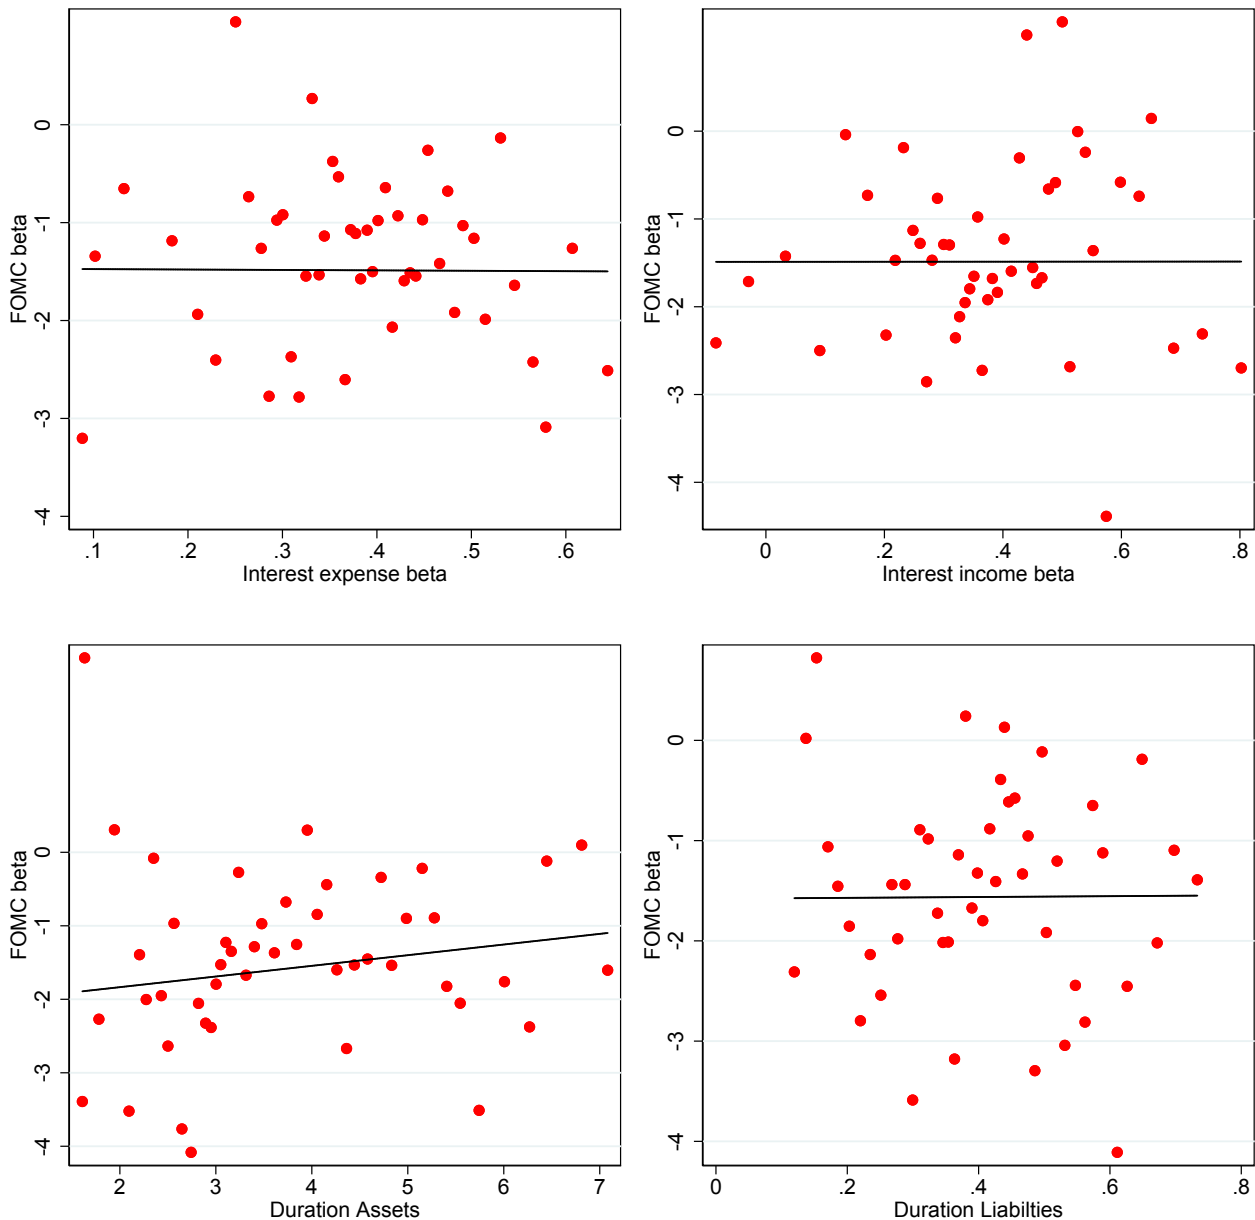 0
-1
-2
-3
-4
FOMC beta
.1 .2 .3 .4 .5 .6
Interest expense beta
0
-1
-2
-3
-4
FOMC beta
0 .2 .4 .6 .8
Interest income beta
0
-1
-2
-3
-4
FOMC beta
2 3 4 5 6 7
Duration Assets
0
-1
-2
-3
-4
FOMC beta
0 .2 .4 .6 .8
Duration Liabilties